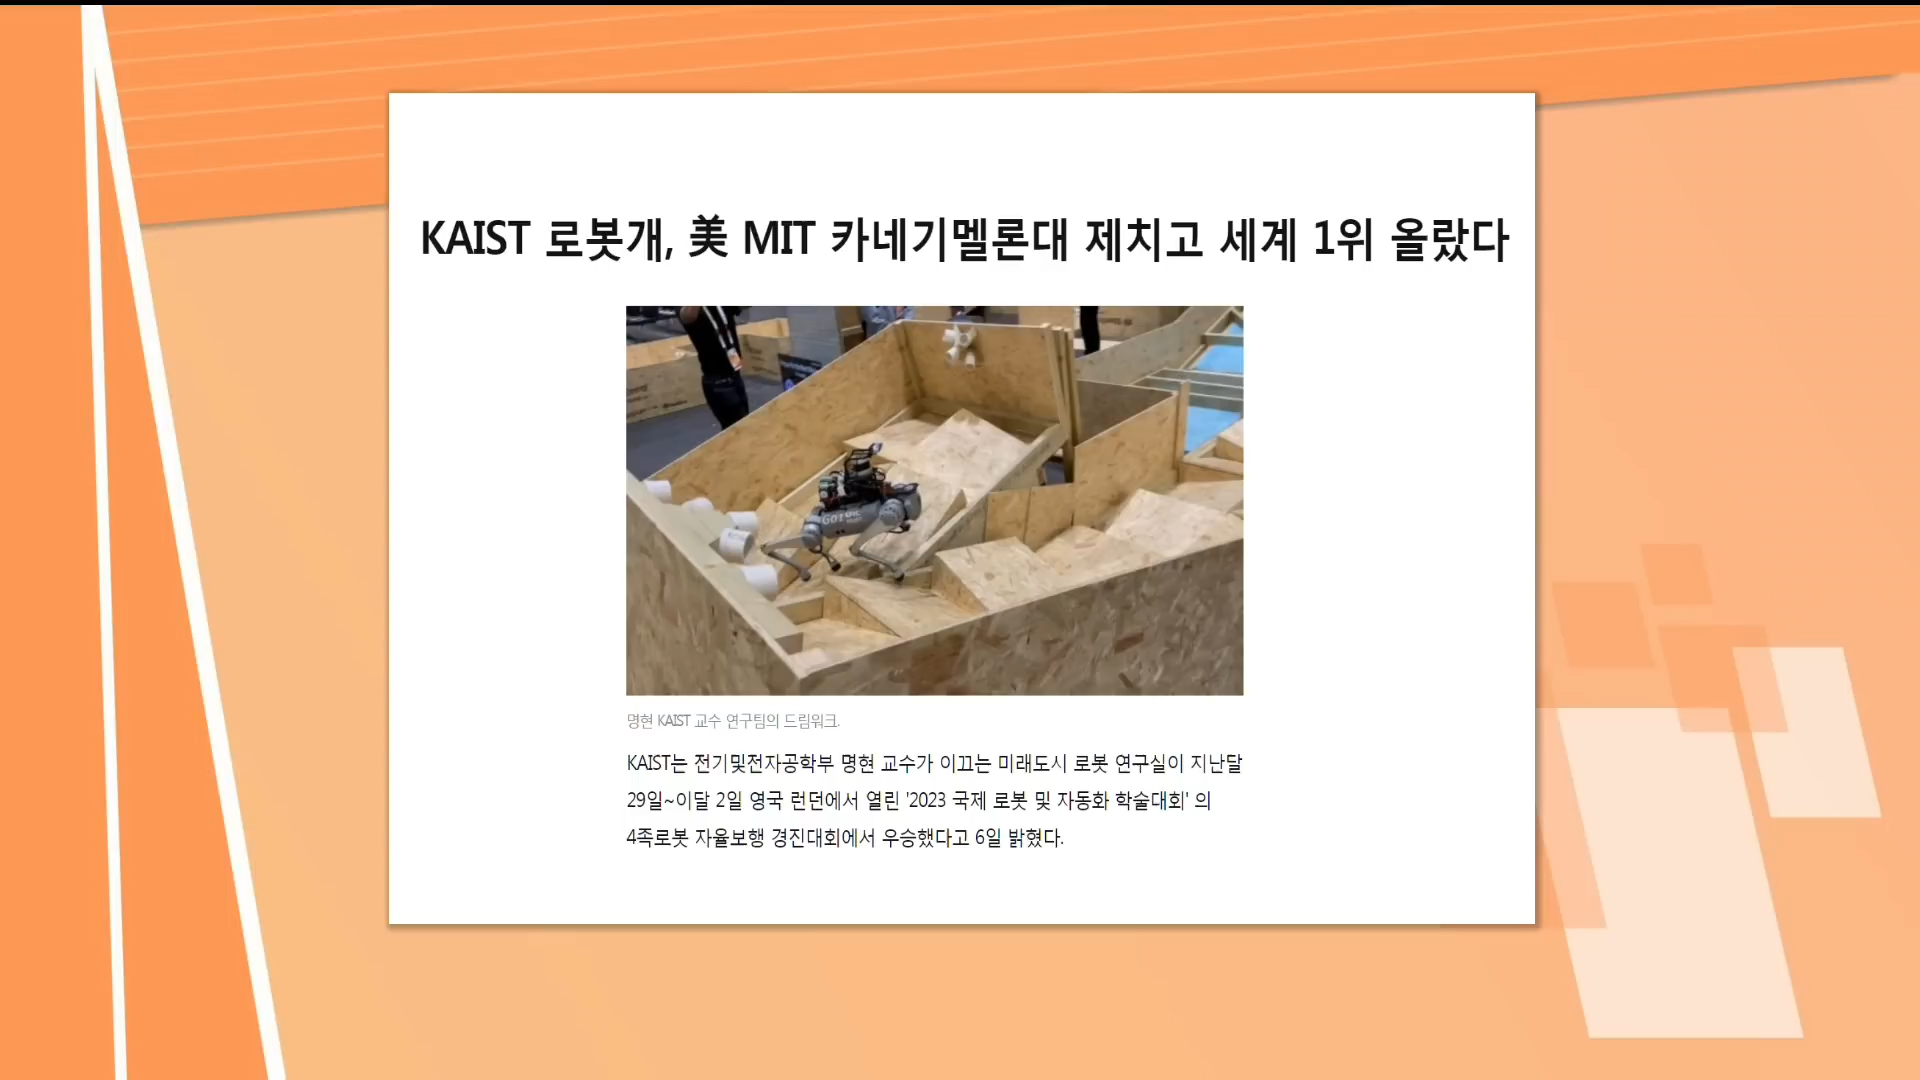 KAIST 로봇개, 美 MIT 카네기멜론대 제치고 세계 1위 올랐다
GO1
명현 KAIST 교수 연구팀의 드림워크.
KAIST는 전기및전자공학부 명현 교수가 이끄는 미래도시 로봇 연구실이 지난달
29일~이달 2일 영국 런던에서 열린 '2023 국제 로봇 및 자동화 학술대회' 의
4족로봇 자율보행 경진대회에서 우승했다고 6일 밝혔다.